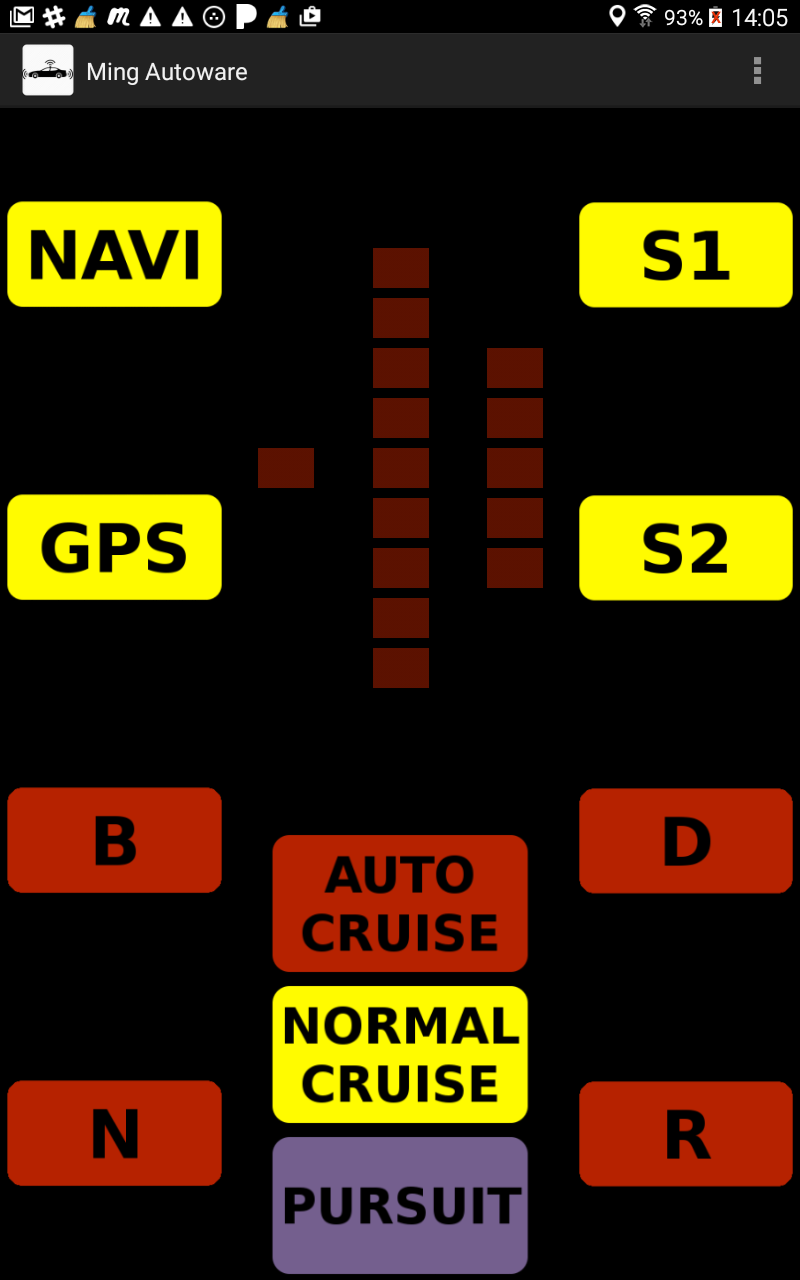 93% 14:05
Ming Autoware
NAVI
S1
GPS
S2
B
D
AUTO
CRUISE
NORMAL
CRUISE
N
R
PURSUIT